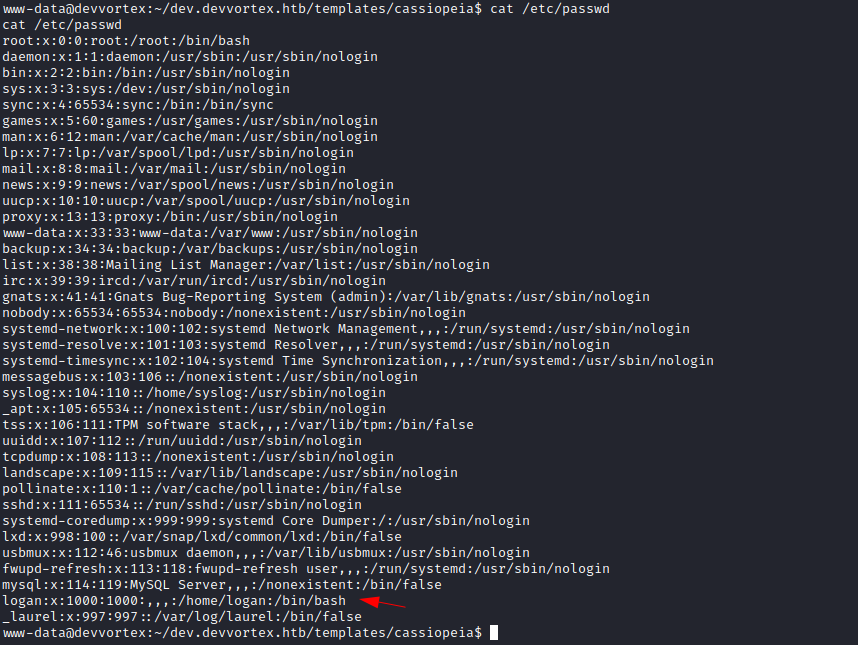 www-data@devvortex:~/dev.devvortex.htb/templates/cassiopeia$ cat /etc/passwd
cat /etc/passwd
root:x:0:0:root:/root:/bin/bash
daemon:x:1:1:daemon:/usr/sbin:/usr/sbin/nologin
bin:x:2:2:bin:/bin:/usr/sbin/nologin
sys:x:3:3:sys:/dev:/usr/sbin/nologin
sync:x:4:65534:sync:/bin:/bin/sync
games:x:5:60:games:/usr/games:/usr/sbin/nologin
man:x:6:12:man:/var/cache/man:/usr/sbin/nologin
lp:x:7:7:lp:/var/spool/lpd:/usr/sbin/nologin
mail:x:8:8:mail:/var/mail:/usr/sbin/nologin
news:x:9:9:news:/var/spool/news:/usr/sbin/nologin
uucp:x:10:10:uucp:/var/spool/uucp:/usr/sbin/nologin
proxy:x:13:13:proxy:/bin:/usr/sbin/nologin
www-data:x:33:33:www-data:/var/www:/usr/sbin/nologin
backup:x:34:34:backup:/var/backups:/usr/sbin/nologin
list:x:38:38:Mailing List Manager:/var/list:/usr/sbin/nologin
irc:x:39:39:ircd:/var/run/ircd:/usr/sbin/nologin
gnats:x:41:41:Gnats Bug-Reporting System (admin):/var/lib/gnats:/usr/sbin/nologin
nobody:x:65534:65534:nobody:/nonexistent:/usr/sbin/nologin
systemd-network:x:100:102:systemd Network Management,,,:/run/systemd:/usr/sbin/nologin
systemd-resolve:x:101:103:systemd Resolver,,,:/run/systemd:/usr/sbin/nologin
systemd-timesync:x:102:104:systemd Time Synchronization,,,:/run/systemd:/usr/sbin/nologin
messagebus:x:103:106::/nonexistent:/usr/sbin/nologin
syslog:x:104:110::/home/syslog:/usr/sbin/nologin
_apt:x:105:65534::/nonexistent:/usr/sbin/nologin
tss:x:106:111:TPM software stack,,,:/var/lib/tpm:/bin/false
uuidd:x:107:112::/run/uuidd:/usr/sbin/nologin
tcpdump:x:108:113::/nonexistent:/usr/sbin/nologin
landscape:x:109:115::/var/lib/landscape:/usr/sbin/nologin
pollinate:x:110:1::/var/cache/pollinate:/bin/false
sshd:x:111:65534::/run/sshd:/usr/sbin/nologin
systemd-coredump:x:999:999:systemd Core Dumper:/:/usr/sbin/nologin
lxd:x:998:100::/var/snap/lxd/common/lxd:/bin/false
usbmux:x:112:46:usbmux daemon,,,:/var/lib/usbmux:/usr/sbin/nologin
fwupd-refresh:x:113:118:fwupd-refresh user,,,:/run/systemd:/usr/sbin/nologin
mysql:x:114:119:MySQL Server,,,:/nonexistent:/bin/false
logan:x:1000:1000:,,,:/home/logan:/bin/bash
_laurel:x:997:997::/var/log/laurel:/bin/false
www-data@devvortex:~/dev.devvortex.htb/templates/cassiopeia$